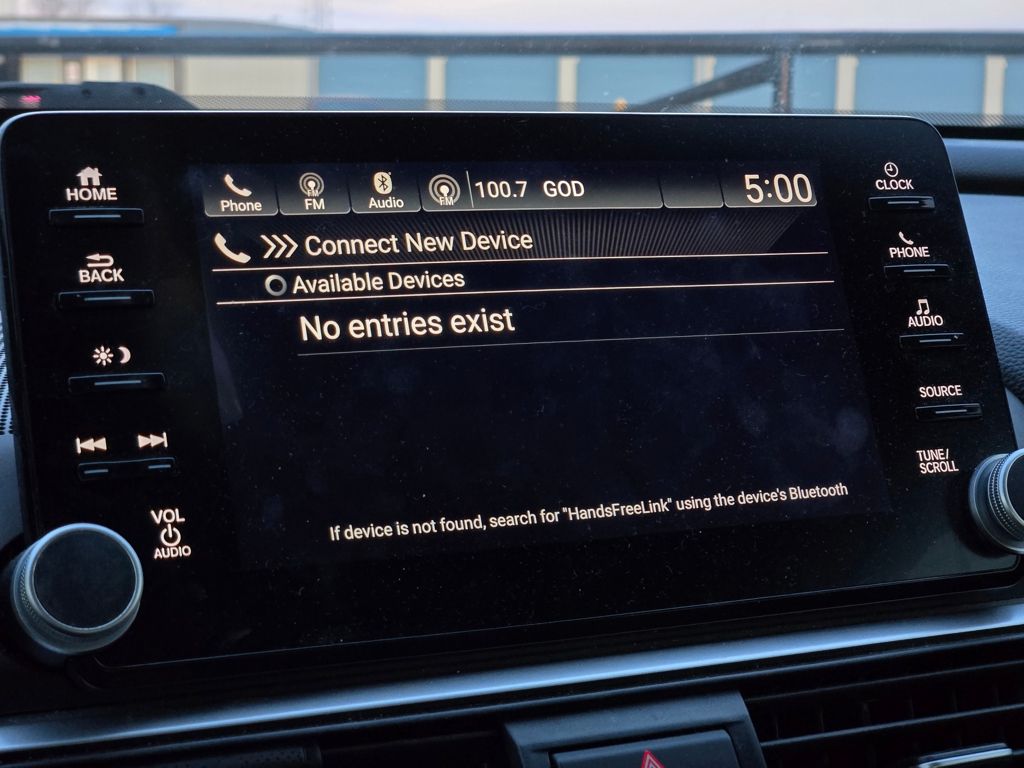 HOME
BACK
VOL
AUDIO
Phone
FM
FM
Audio
FM
100.7 GOD
5:00
Connect New Device
Available Devices
No entries exist
If device is not found, search for "HandsFreeLink" using the device's Bluetooth
CLOCK
PHONE
AUDIO
SOURCE
TUNE/
SCROLL